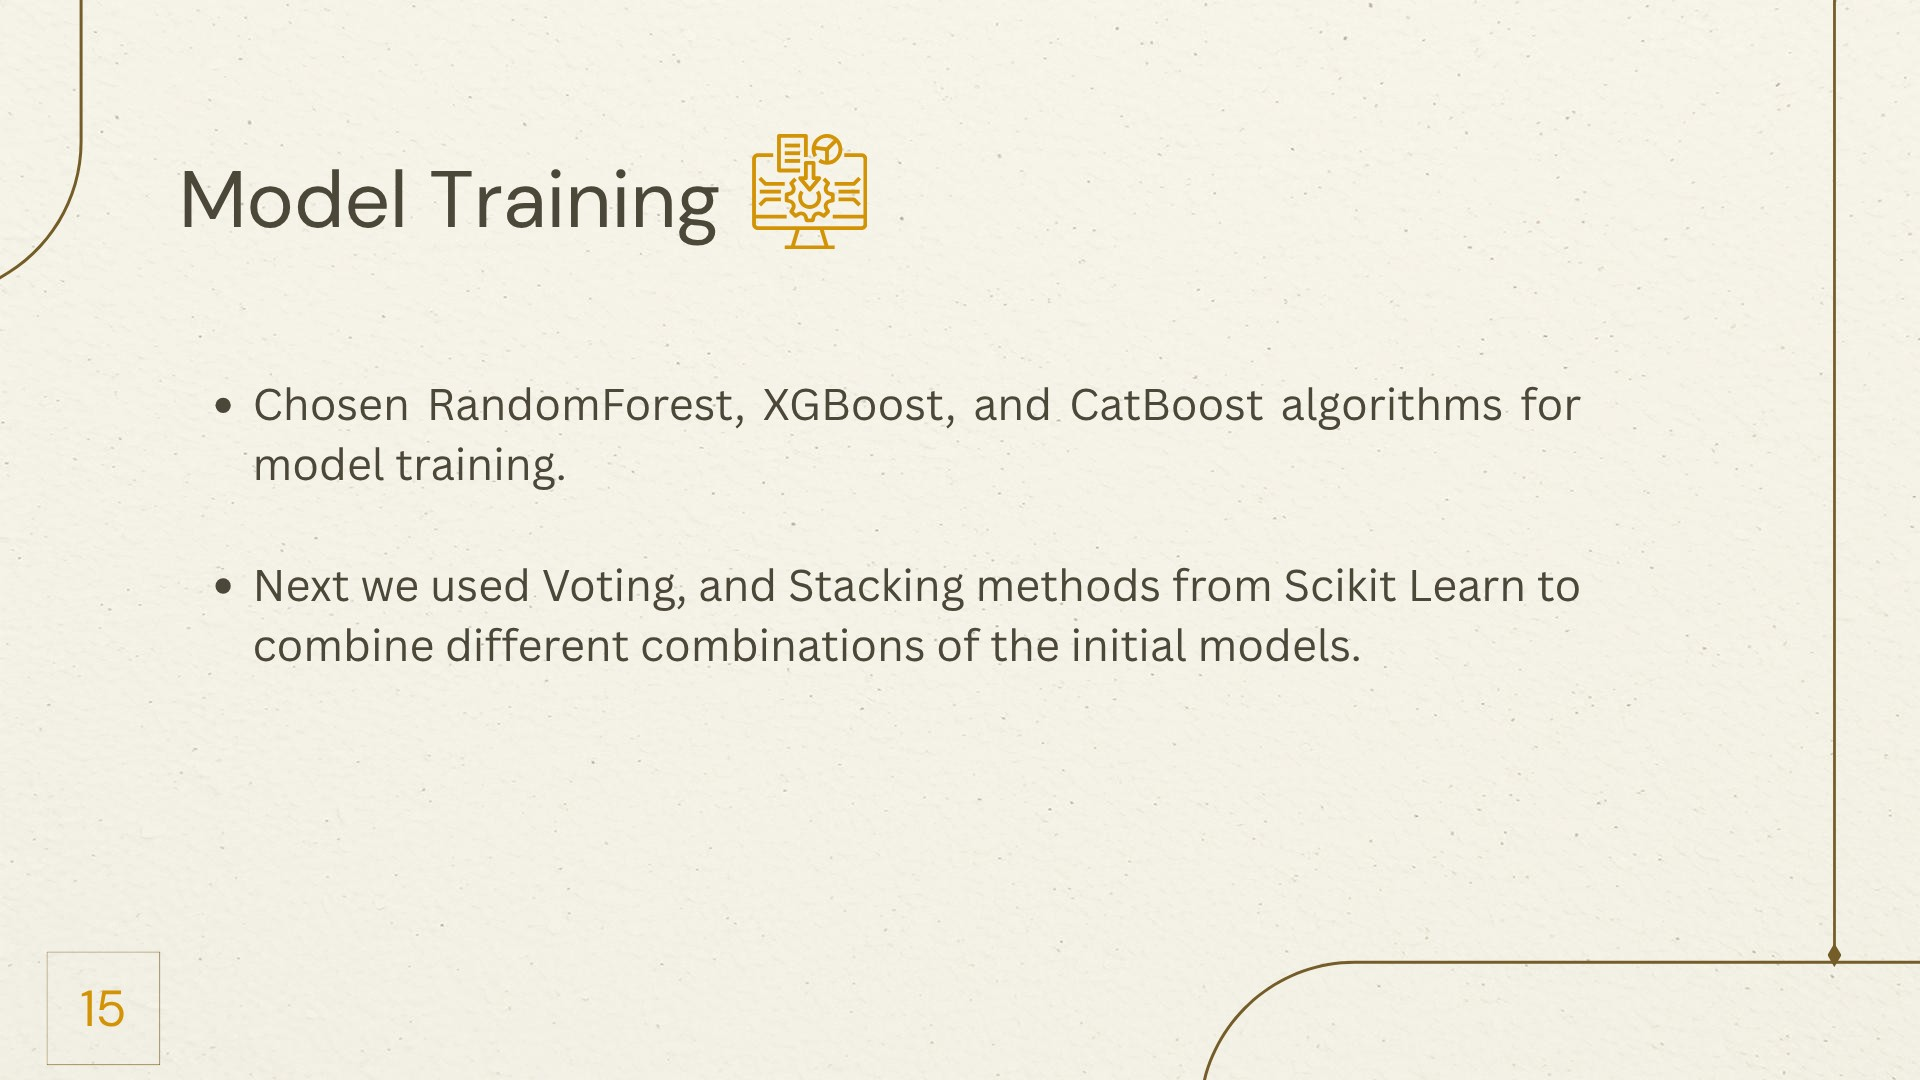 Model Training
• Chosen RandomForest, XGBoost, and CatBoost algorithms for
model training.
• Next we used Voting, and Stacking methods from Scikit Learn to
combine different combinations of the initial models.
15